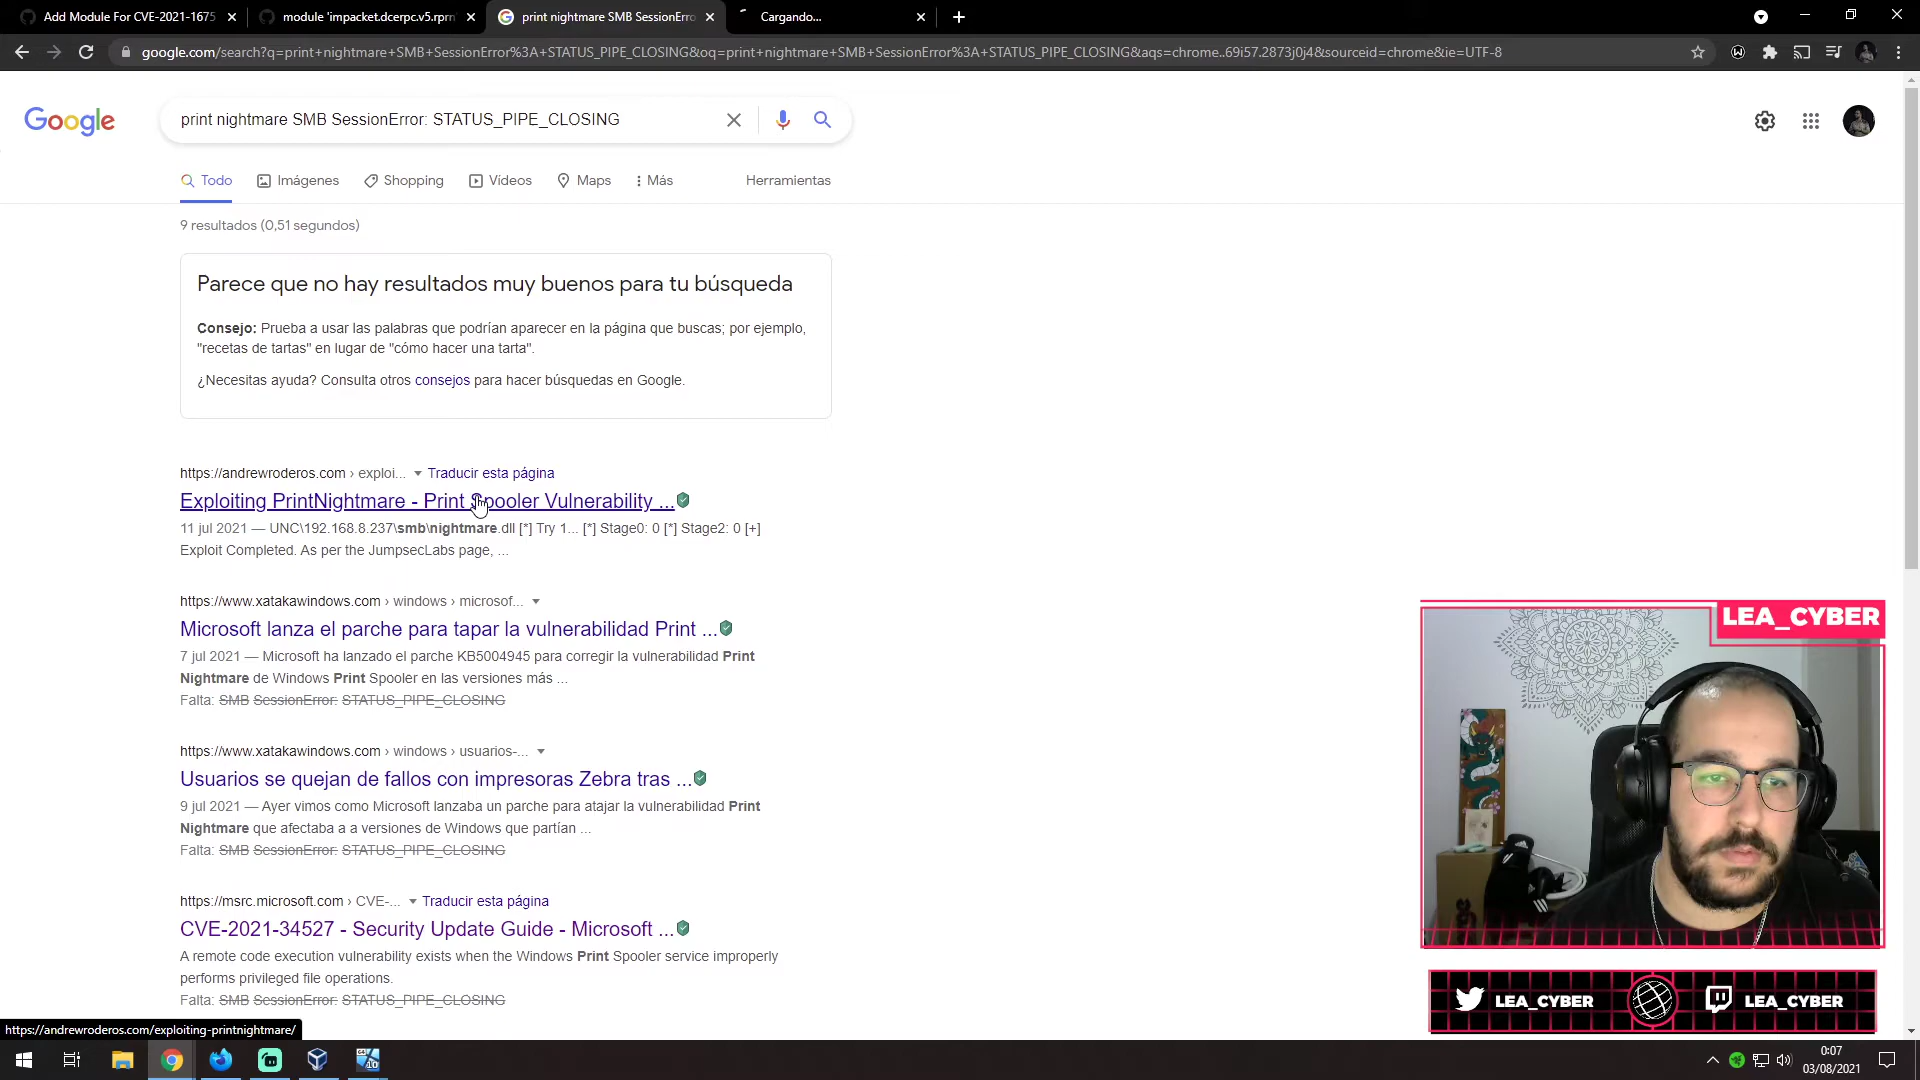 Add Module For CVE-2021-1675
module 'impacket.dcerpc.v5.rprn'
print nightmare SMB SessionErro
Cargando...
google.com/search?q=print+nightmare+SMB+SessionError%3A+STATUS_PIPE_CLOSING&oq=print+nightmare+SMB+SessionError%3A+STATUS_PIPE_CLOSING&aqs=chrome..69i57.2873j0j4&sourceid=chrome&ie=UTF-8
Google
print nightmare SMB SessionError: STATUS_PIPE_CLOSING
Todo Imágenes Shopping Vídeos Maps Más Herramientas
9 resultados (0,51 segundos)
Parece que no hay resultados muy buenos para tu búsqueda
Consejo: Prueba a usar las palabras que podrían aparecer en la página que buscas; por ejemplo,
"recetas de tartas" en lugar de "cómo hacer una tarta".
¿Necesitas ayuda? Consulta otros consejos para hacer búsquedas en Google.
https://andrewroderos.com › exploi... Traducir esta página
Exploiting PrintNightmare - Print Spooler Vulnerability ...
11 jul 2021 — UNC\192.168.8.237\smb\nightmare.dll [*] Try 1... [*] Stage0: 0 [*] Stage2: 0 [+]
Exploit Completed. As per the JumpsecLabs page, ...
https://www.xatakawindows.com › windows › microsof...
Microsoft lanza el parche para tapar la vulnerabilidad Print ...
7 jul 2021 — Microsoft ha lanzado el parche KB5004945 para corregir la vulnerabilidad Print
Nightmare de Windows Print Spooler en las versiones más ...
Falta: SMB SessionError: STATUS_PIPE_CLOSING
https://www.xatakawindows.com › windows › usuarios-...
Usuarios se quejan de fallos con impresoras Zebra tras ...
9 jul 2021 — Ayer vimos como Microsoft lanzaba un parche para atajar la vulnerabilidad Print
Nightmare que afectaba a a versiones de Windows que partían ...
Falta: SMB SessionError: STATUS_PIPE_CLOSING
https://msrc.microsoft.com › CVE-... Traducir esta página
CVE-2021-34527 - Security Update Guide - Microsoft ...
A remote code execution vulnerability exists when the Windows Print Spooler service improperly
performs privileged file operations.
Falta: SMB SessionError: STATUS_PIPE_CLOSING
https://andrewroderos.com/exploiting-printnightmare/
LEA_CYBER
LEA_CYBER
LEA_CYBER
0:07
03/08/2021